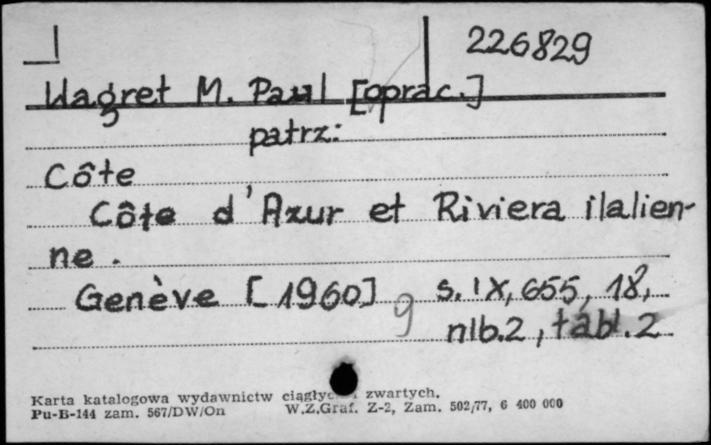 226829
Wagret M. Paul [oprac.]
patrz:
Côte
Côte d'Azur et Riviera ilalien-
ne.
Genève [1960] 9 s. IX, 655, 18,
nlb.2, tabl.2
Karta katalogowa wydawnictw i zwartych.
Pu-B-144 zam. 567/DW/On W.Z.Graf. Z-2, Zam. 502/77, 6 400 000